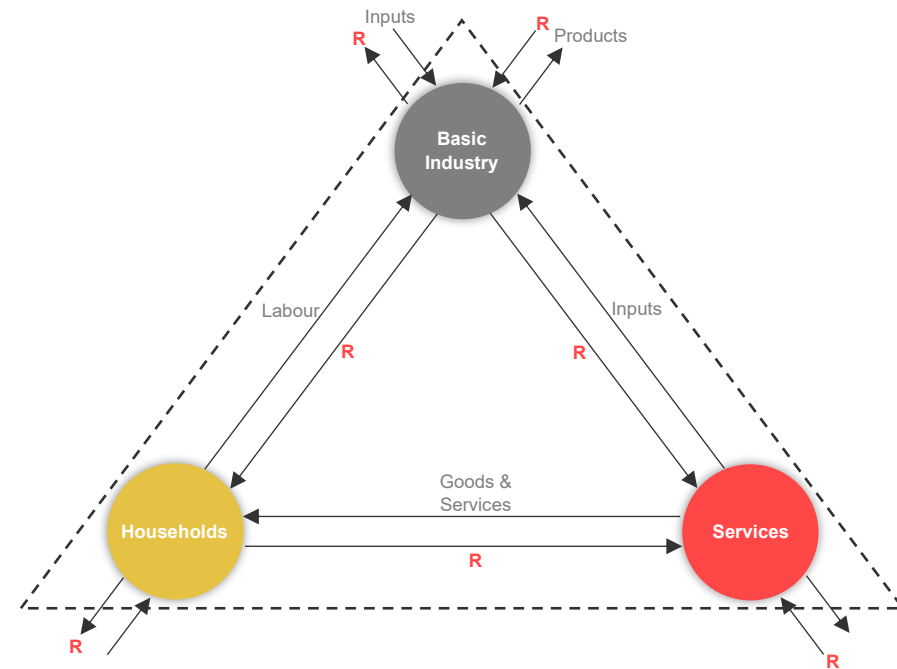 Inputs
R
R
Products
Basic
Industry
Labour
Inputs
R
R
Goods &
Services
Households
Services
R
R
R